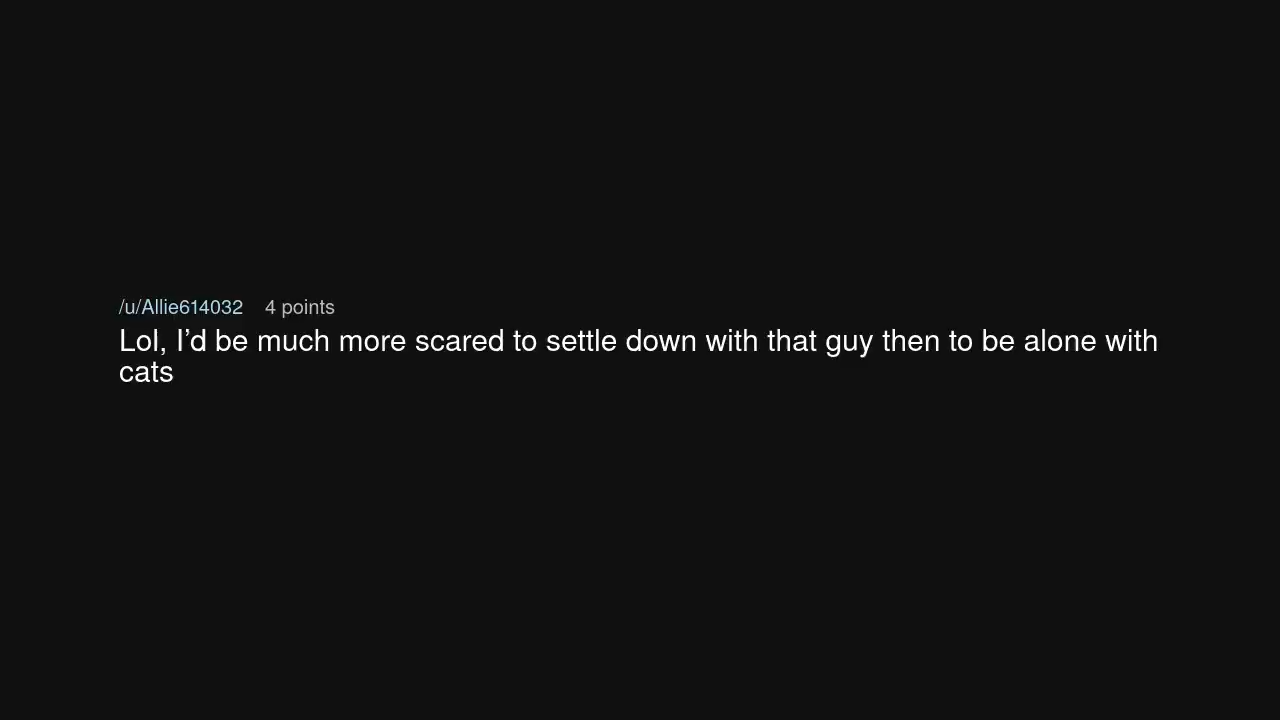 /u/Allie614032 4 points
Lol, I’d be much more scared to settle down with that guy then to be alone with
cats